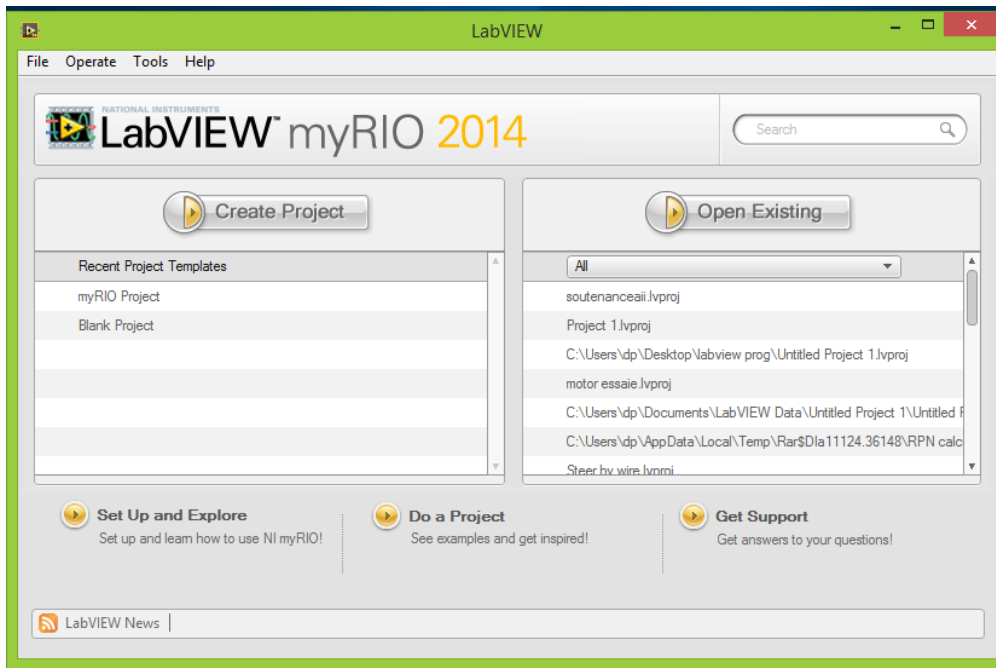 LabVIEW
File Operate Tools Help
NATIONAL INSTRUMENTS
LabVIEW™ myRIO 2014
Search
Create Project
Recent Project Templates
myRIO Project
Blank Project
Open Existing
All
soutenanceaii.lvproj
Project 1.lvproj
C:\Users\dp\Desktop\labview prog\Untitled Project 1.lvproj
motor essaie.lvproj
C:\Users\dp\Documents\LabVIEW Data\Untitled Project 1\Untitled
C:\Users\dp\AppData\Local\Temp\Rar$DIa11124.36148\RPN calc
Steer by wire.lvproj
Set Up and Explore
Set up and learn how to use NI myRIO!
Do a Project
See examples and get inspired!
Get Support
Get answers to your questions!
LabVIEW News